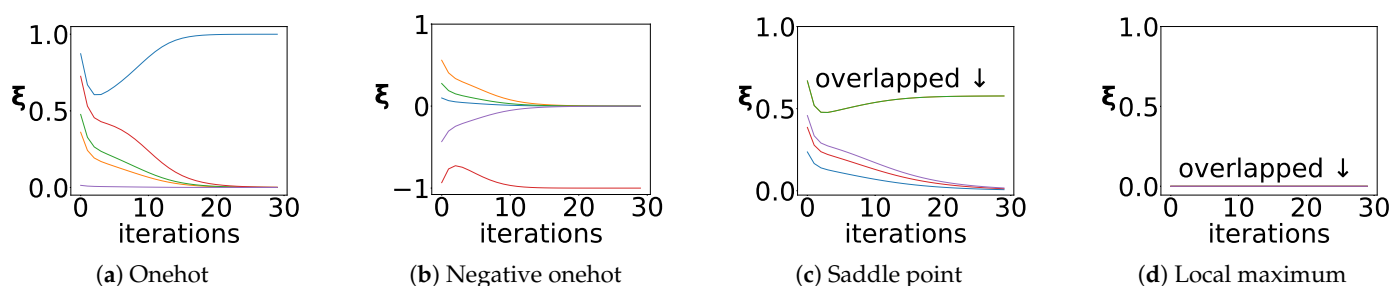 1.0
0.5
0.0
ξ
0 10 20 30
iterations
(a) Onehot
1
0
−1
ξ
0 10 20 30
iterations
(b) Negative onehot
1.0
0.5
0.0
ξ
overlapped ↓
0 10 20 30
iterations
(c) Saddle point
1.0
0.5
0.0
ξ
overlapped ↓
0 10 20 30
iterations
(d) Local maximum